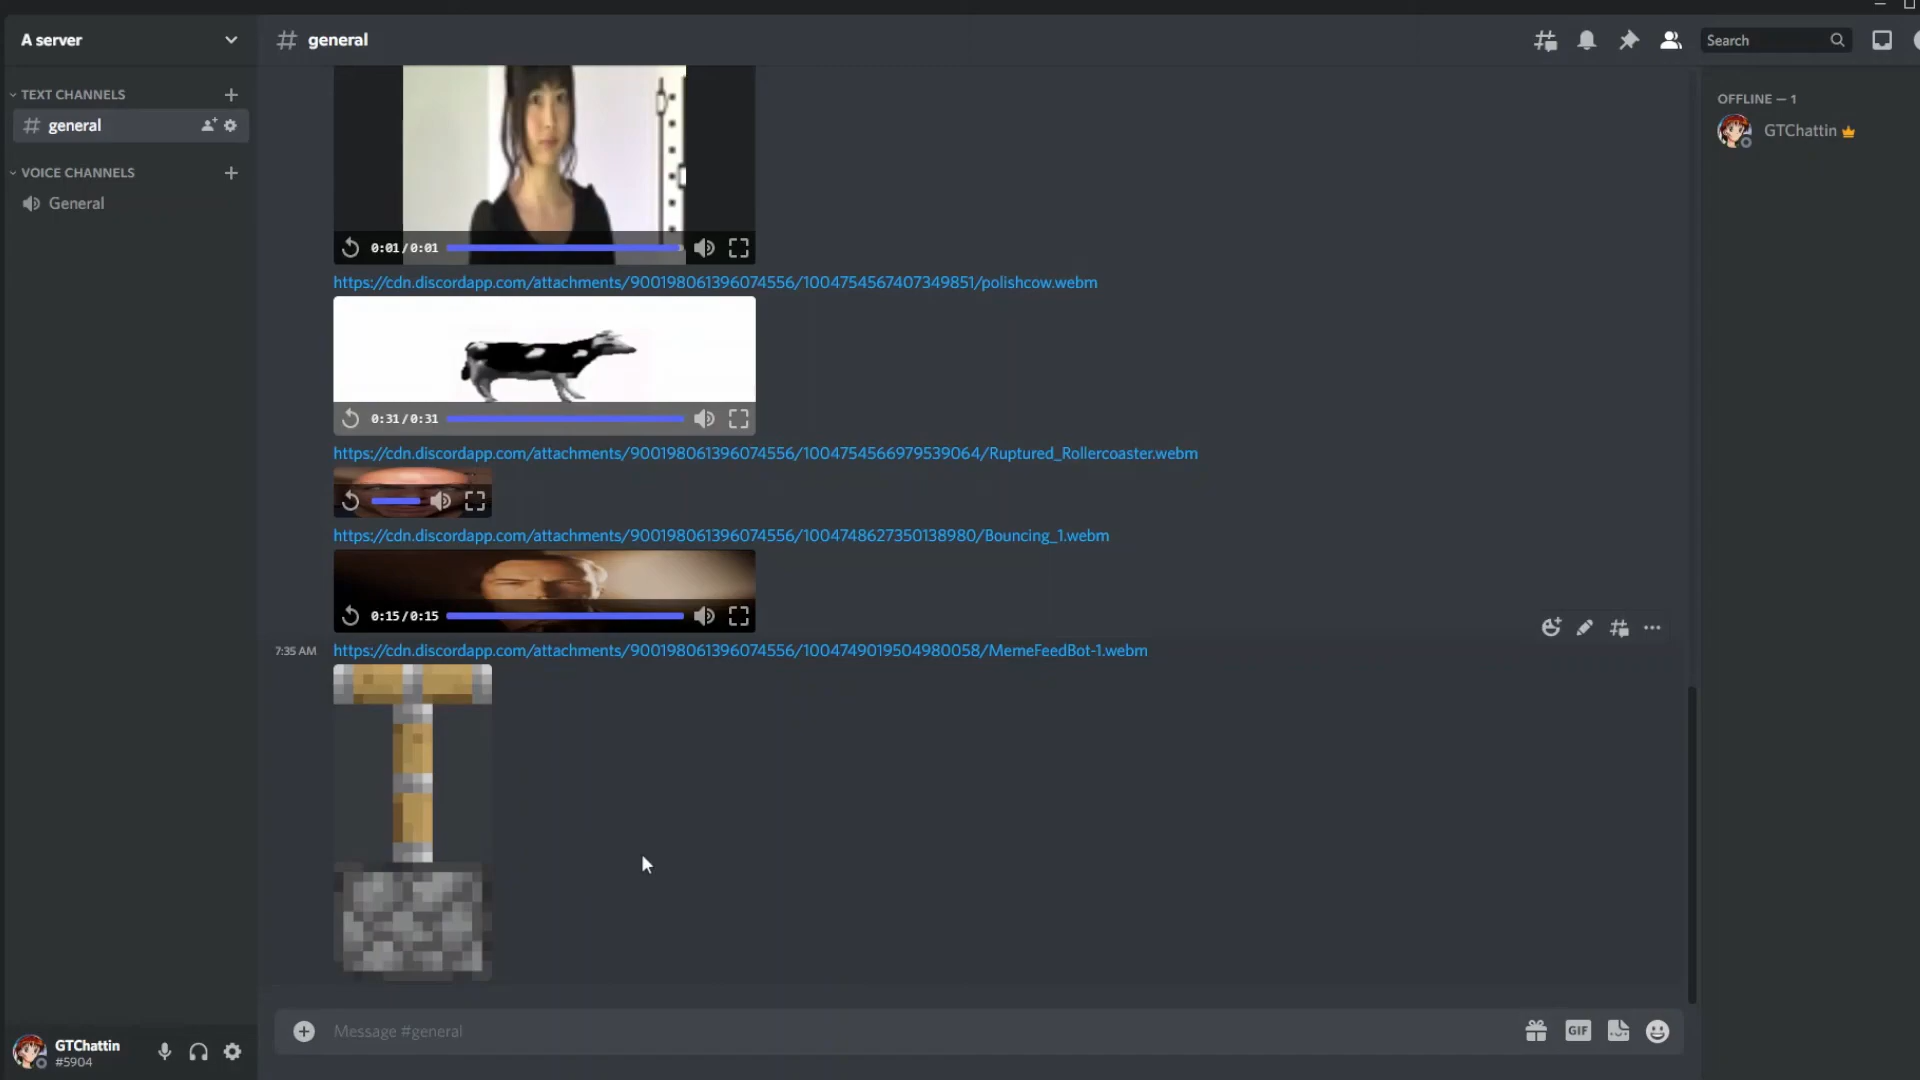 A server
general
Search
TEXT CHANNELS
general
VOICE CHANNELS
General
0:01/0:01
https://cdn.discordapp.com/attachments/900198061396074556/1004754567407349851/polishcow.webm
0:31/0:31
https://cdn.discordapp.com/attachments/900198061396074556/1004754566979539064/Ruptured_Rollercoaster.webm
https://cdn.discordapp.com/attachments/900198061396074556/1004748627350138980/Bouncing_1.webm
0:15/0:15
7:35 AM https://cdn.discordapp.com/attachments/900198061396074556/1004749019504980058/MemeFeedBot-1.webm
Message #general
GIF
OFFLINE — 1
GTChattin
GTChattin
#5904